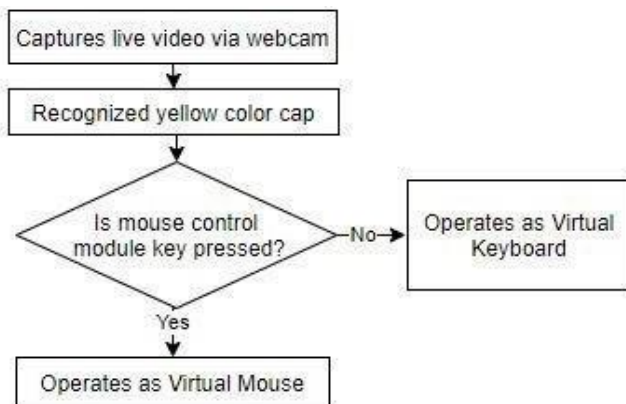 Captures live video via webcam
Recognized yellow color cap
Is mouse control
module key pressed?
No
Operates as Virtual
Keyboard
Yes
Operates as Virtual Mouse